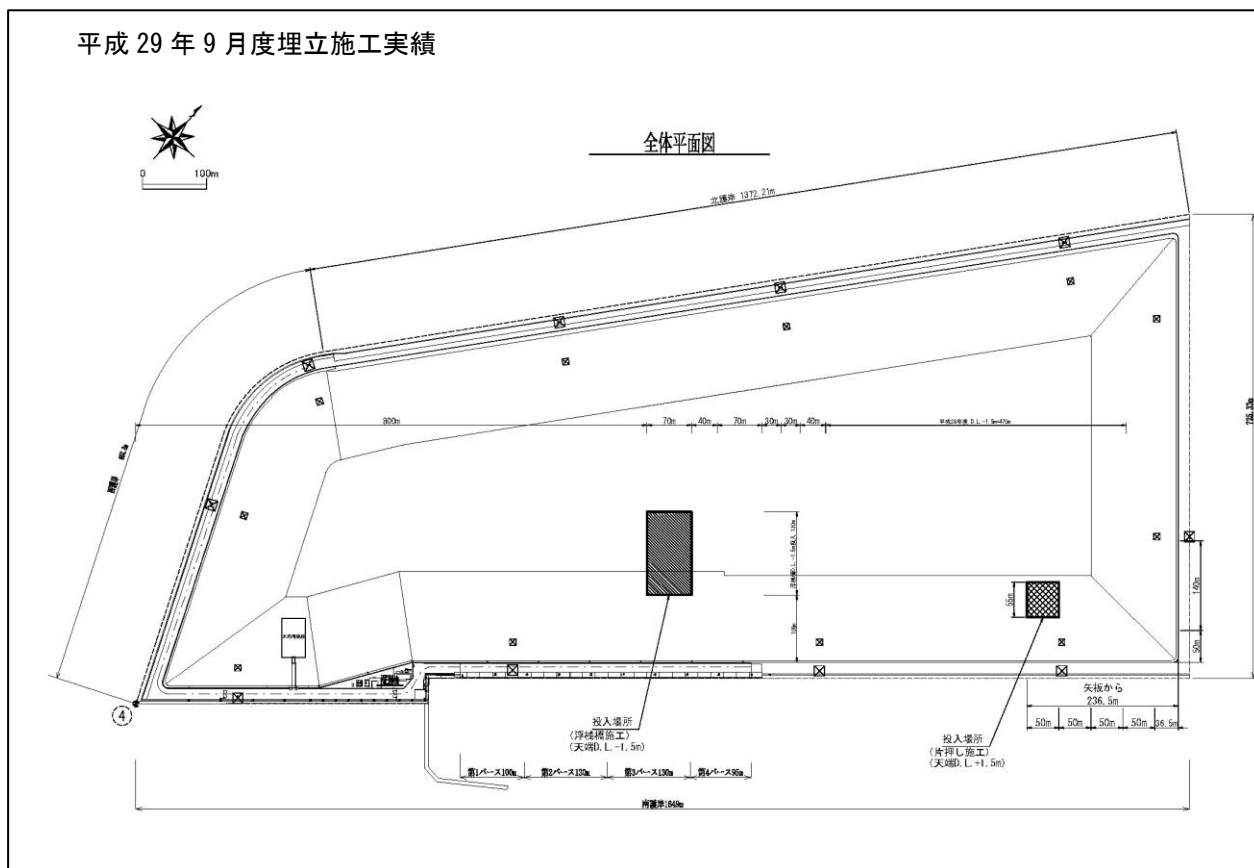 平成 29 年 9 月度埋立施工実績
全体平面図
0 100m
北護岸 1372.21m
800m
70m 40m 70m 30m 30m 40m
725.33m
55m
140m
50m
矢板から
236.5m
50m 50m 50m 50m 36.5m
投入場所
(浮桟橋施工)
(天端D.L.-1.5m)
投入場所
(片押し施工)
(天端D.L.+1.5m)
④
第1バース100m 第2バース130m 第3バース130m 第4バース95m
南護岸1649m